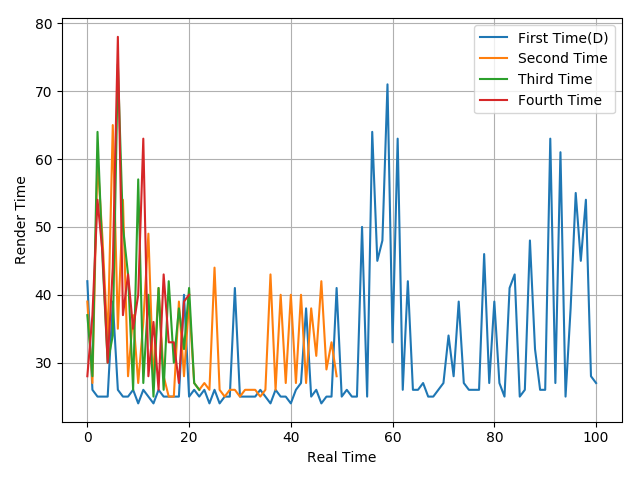 80
70
60
50
40
30
Render Time
0
20
40
60
80
100
Real Time
First Time(D)
Second Time
Third Time
Fourth Time